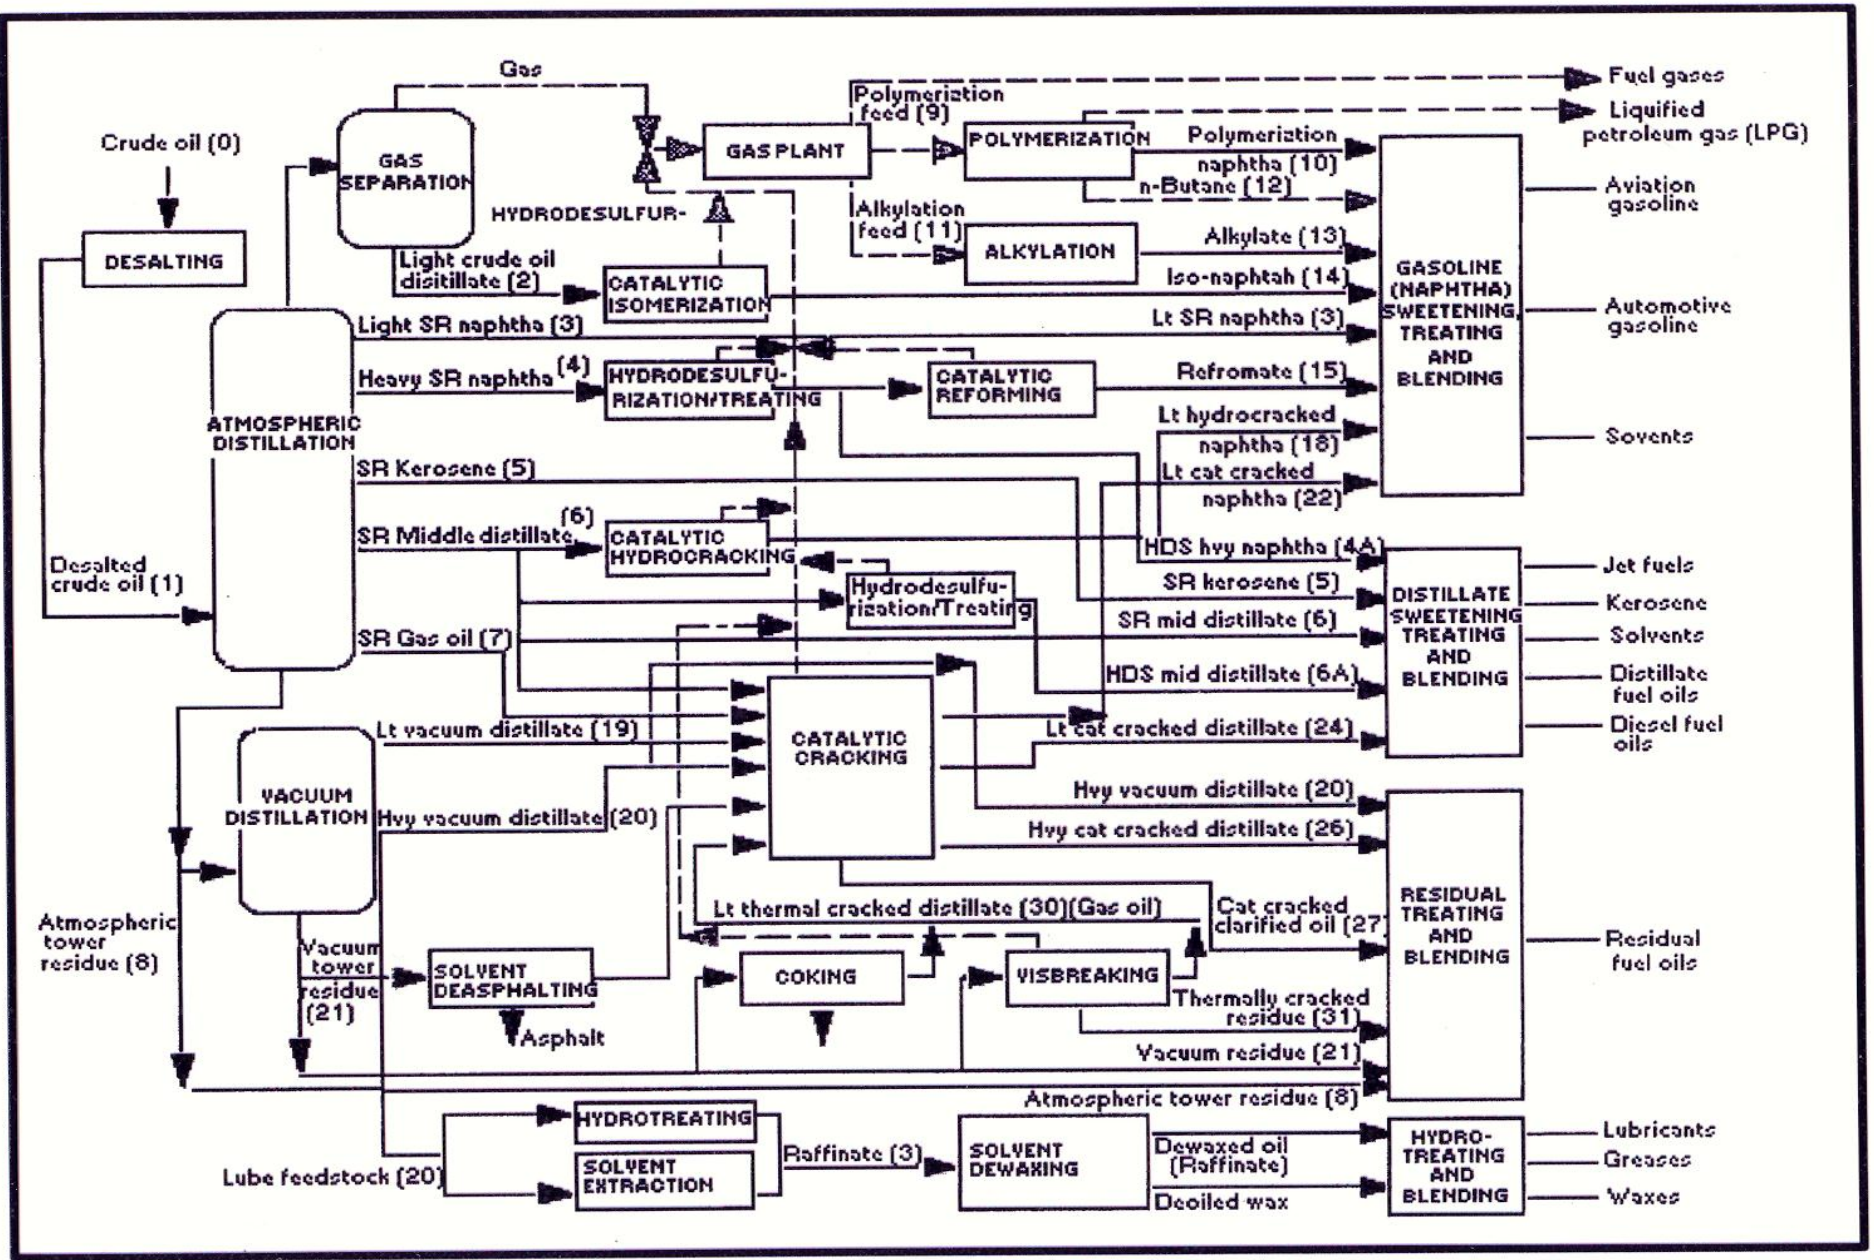 Gas
Fuel gases
Polymeriztion
feed (9)
Liquified
petroleum gas (LPG)
Crude oil (0)
GAS
SEPARATION
GAS PLANT
POLYMERIZATION
Polymeriztion
naphtha (10)
n-Butane (12)
Aviation
gasoline
HYDRODESULFUR-
Alkylation
feed (11)
ALKYLATION
Alkylate (13)
DESALTING
Light crude oil
disitillate (2)
CATALYTIC
ISOMERIZATION
Iso-naphtah (14)
GASOLINE
(NAPHTHA)
SWEETENING,
TREATING
AND
BLENDING
Automotive
gasoline
Light SR naphtha (3)
Lt SR naphtha (3)
Heavy SR naphtha (4)
HYDRODESULFU-
RIZATION/TREATING
CATALYTIC
REFORMING
Refromate (15)
ATMOSPHERIC
DISTILLATION
Lt hydrocracked
naphtha (18)
Sovents
SR Kerosene (5)
Lt cat cracked
naphtha (22)
SR Middle distillate (6)
CATALYTIC
HYDROCRACKING
HDS hvy naphtha (4A)
Jet fuels
Desalted
crude oil (1)
Hydrodesulfu-
rization/Treating
SR kerosene (5)
DISTILLATE
SWEETENING
TREATING
AND
BLENDING
Kerosene
SR Gas oil (7)
SR mid distillate (6)
Solvents
HDS mid distillate (6A)
Distillate
fuel oils
Lt vacuum distillate (19)
CATALYTIC
CRACKING
Lt cat cracked distillate (24)
Diesel fuel
oils
VACUUM
DISTILLATION
Hvy vacuum distillate (20)
Hvy vacuum distillate (20)
Hvy cat cracked distillate (26)
Lt thermal cracked distillate (30)(Gas oil)
Cat cracked
clarified oil (27)
RESIDUAL
TREATING
AND
BLENDING
Residual
fuel oils
Atmospheric
tower
residue (8)
Vacuum
tower
residue
(21)
SOLVENT
DEASPHALTING
COKING
VISBREAKING
Thermally cracked
residue (31)
Asphalt
Vacuum residue (21)
Atmospheric tower residue (8)
HYDROTREATING
Lube feedstock (20)
SOLVENT
EXTRACTION
Raffinate (3)
SOLVENT
DEWAXING
Dewaxed oil
(Raffinate)
Deoiled wax
HYDRO-
TREATING
AND
BLENDING
Lubricants
Greases
Waxes